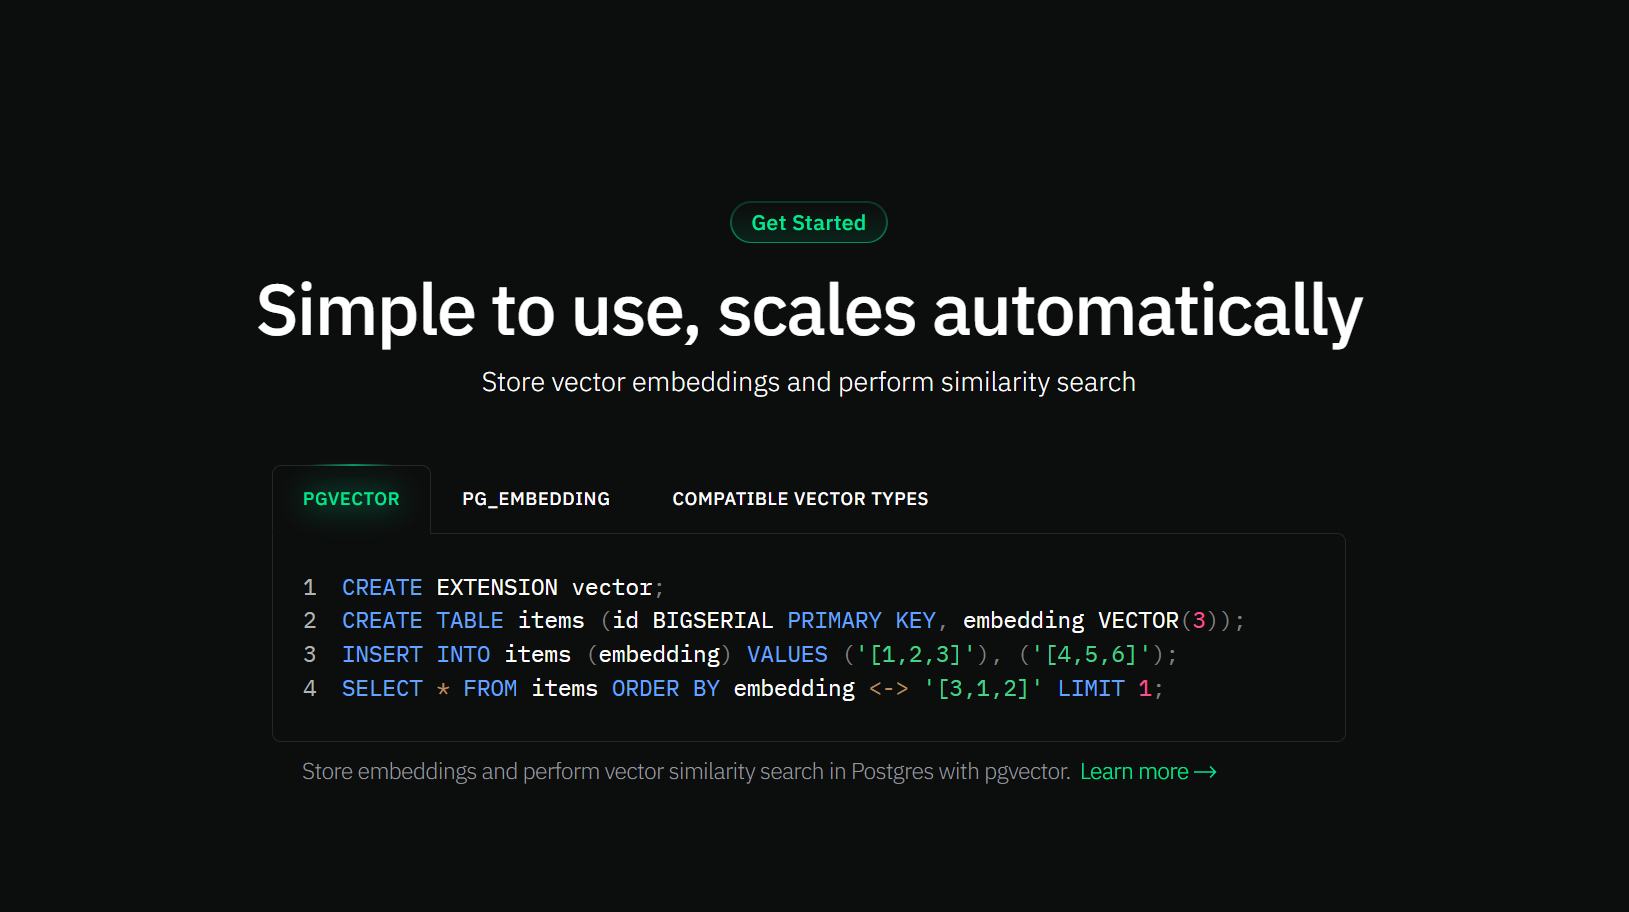 Get Started
Simple to use, scales automatically
Store vector embeddings and perform similarity search
PGVECTOR PG_EMBEDDING COMPATIBLE VECTOR TYPES
1 CREATE EXTENSION vector;
2 CREATE TABLE items (id BIGSERIAL PRIMARY KEY, embedding VECTOR(3));
3 INSERT INTO items (embedding) VALUES ('[1,2,3]'), ('[4,5,6]');
4 SELECT * FROM items ORDER BY embedding <-> '[3,1,2]' LIMIT 1;
Store embeddings and perform vector similarity search in Postgres with pgvector. Learn more →